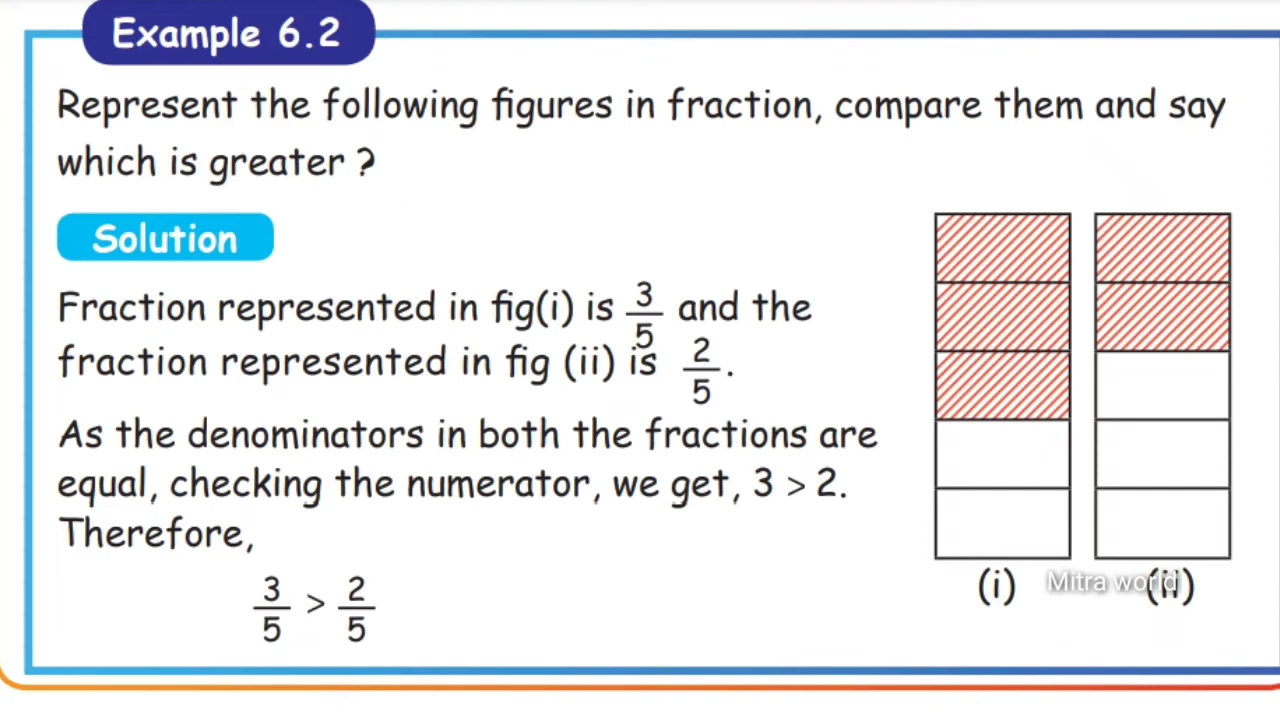 Example 6.2
Represent the following figures in fraction, compare them and say
which is greater ?
Solution
Fraction represented in fig(i) is 3/5 and the
fraction represented in fig (ii) is 2/5.
As the denominators in both the fractions are
equal, checking the numerator, we get, 3 > 2.
Therefore,
3/5 > 2/5
(i) Mitra world (ii)